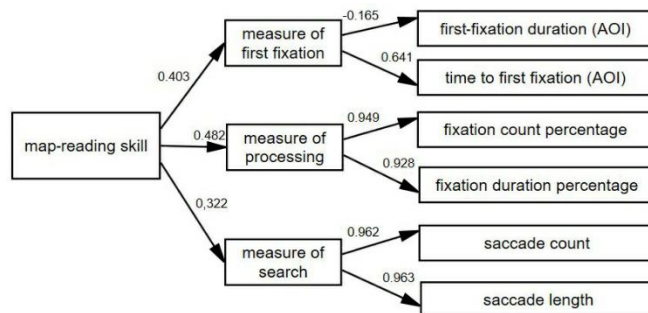 -0.165
measure of
first fixation
first-fixation duration (AOI)
0.641
0.403
time to first fixation (AOI)
0.949
fixation count percentage
map-reading skill
0.482
measure of
processing
0.928
fixation duration percentage
0,322
0.962
saccade count
measure of
search
0.963
saccade length